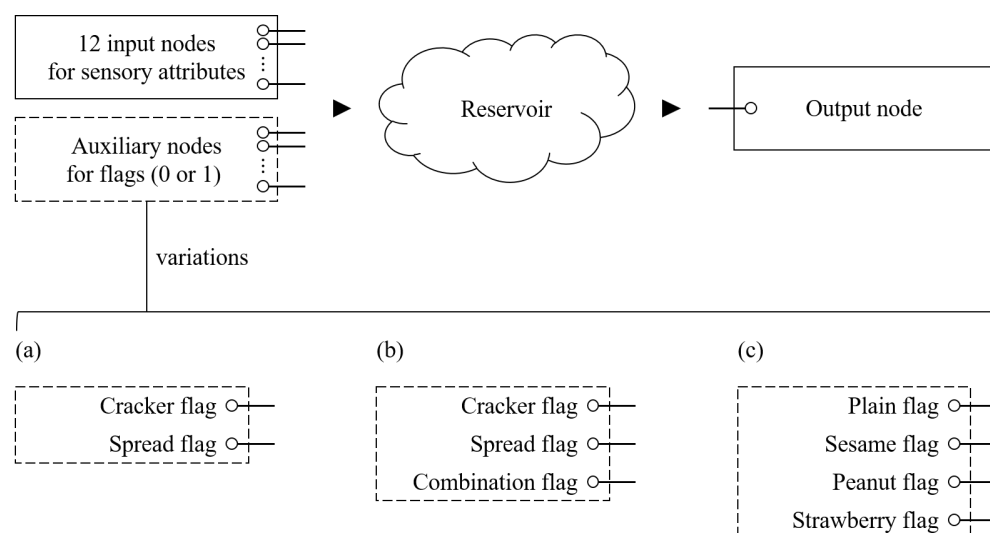 12 input nodes
for sensory attributes
Auxiliary nodes
for flags (0 or 1)
Reservoir
Output node
variations
(a)
Cracker flag
Spread flag
(b)
Cracker flag
Spread flag
Combination flag
(c)
Plain flag
Sesame flag
Peanut flag
Strawberry flag